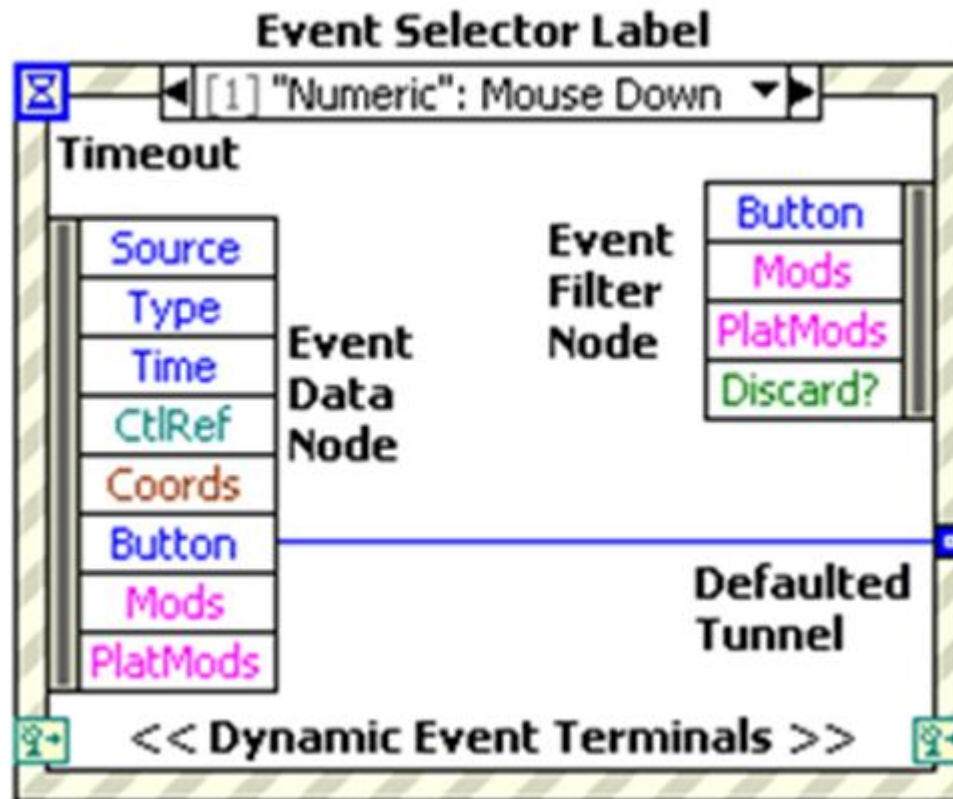 Event Selector Label
[1] "Numeric": Mouse Down
Timeout
Source
Type
Time
CtlRef
Coords
Button
Mods
PlatMods
Event
Data
Node
Event
Filter
Node
Button
Mods
PlatMods
Discard?
Defaulted
Tunnel
<< Dynamic Event Terminals >>